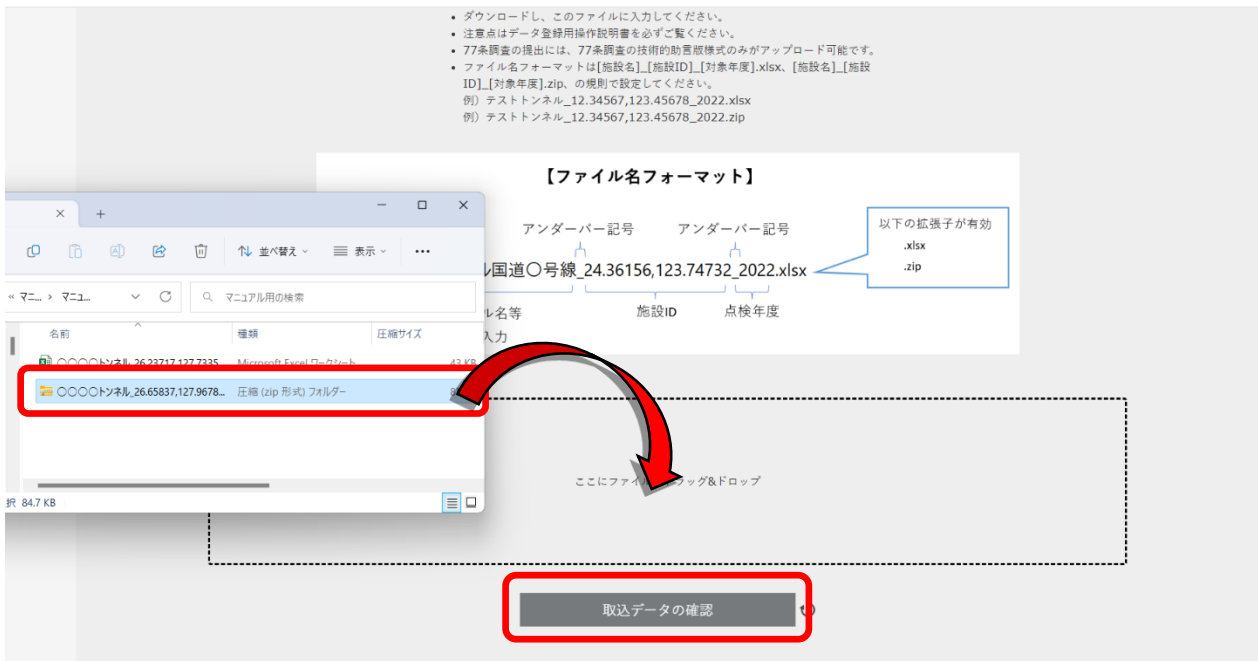 ダウンロードし、このファイルに入力してください。
注意点はデータ登録用操作説明書を必ずご覧ください。
77条調査の提出には、77条調査の技術的助言版様式のみがアップロード可能です。
ファイル名フォーマットは[施設名]_[施設ID]_[対象年度].xlsx、[施設名]_[施設
ID]_[対象年度].zip、の規則で設定してください。
例）テストトンネル_12.34567,123.45678_2022.xlsx
例）テストトンネル_12.34567,123.45678_2022.zip
【ファイル名フォーマット】
アンダーバー記号 アンダーバー記号
以下の拡張子が有効
.xlsx
.zip
国道〇号線_24.36156,123.74732_2022.xlsx
ル名等 施設ID 点検年度
入力
並べ替え 表示
« マニ... › マニュ... マニュアル用の検索
名前 種類 圧縮サイズ
〇〇〇〇トンネル_26.23717,127.7335... Microsoft Excel ワークシート 43 KB
〇〇〇〇トンネル_26.65837,127.9678... 圧縮 (zip 形式) フォルダー
択 84.7 KB
ここにファイル ラッグ&ドロップ
取込データの確認